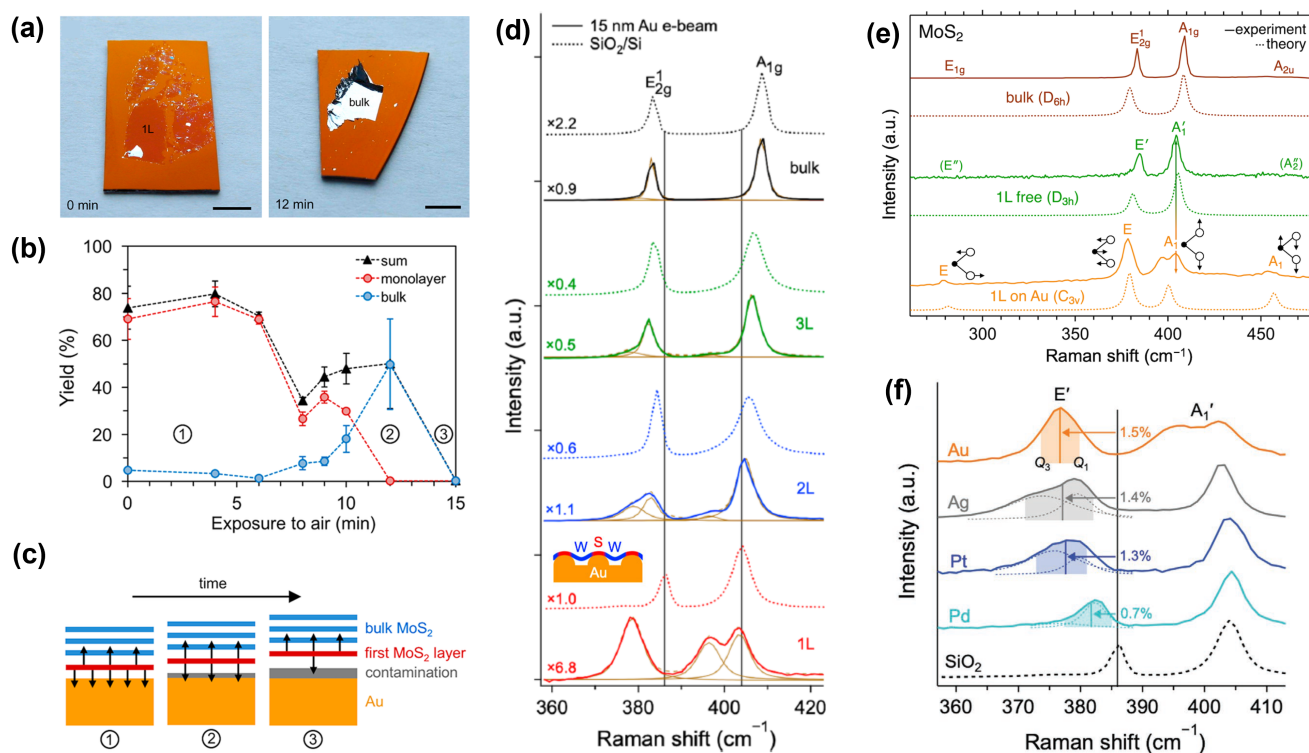 (a)
1L
0 min
bulk
12 min
(b)
Yield (%)
100
80
60
40
20
0
sum
monolayer
bulk
①
②
③
0
5
10
15
Exposure to air (min)
(c)
time
bulk MoS₂
first MoS₂ layer
contamination
Au
①
②
③
(d)
15 nm Au e-beam
SiO₂/Si
E¹₂g
A₁g
×2.2
bulk
×0.9
×0.4
3L
×0.5
×0.6
2L
×1.1
W S W
Au
×1.0
1L
×6.8
Intensity (a.u.)
360
380
400
420
Raman shift (cm⁻¹)
(e)
MoS₂
experiment
theory
E₁g
E¹₂g
A₁g
A₂u
bulk (D₆h)
(E″)
E′
A₁′
(A₂″)
1L free (D₃h)
E
E
A₁
A₁
1L on Au (C₃ᵥ)
Intensity (a.u.)
300
350
400
450
Raman shift (cm⁻¹)
(f)
E′
A₁′
Au
1.5%
Q₃
Q₁
Ag
1.4%
Pt
1.3%
Pd
0.7%
SiO₂
Intensity (a.u.)
360
370
380
390
400
410
Raman shift (cm⁻¹)